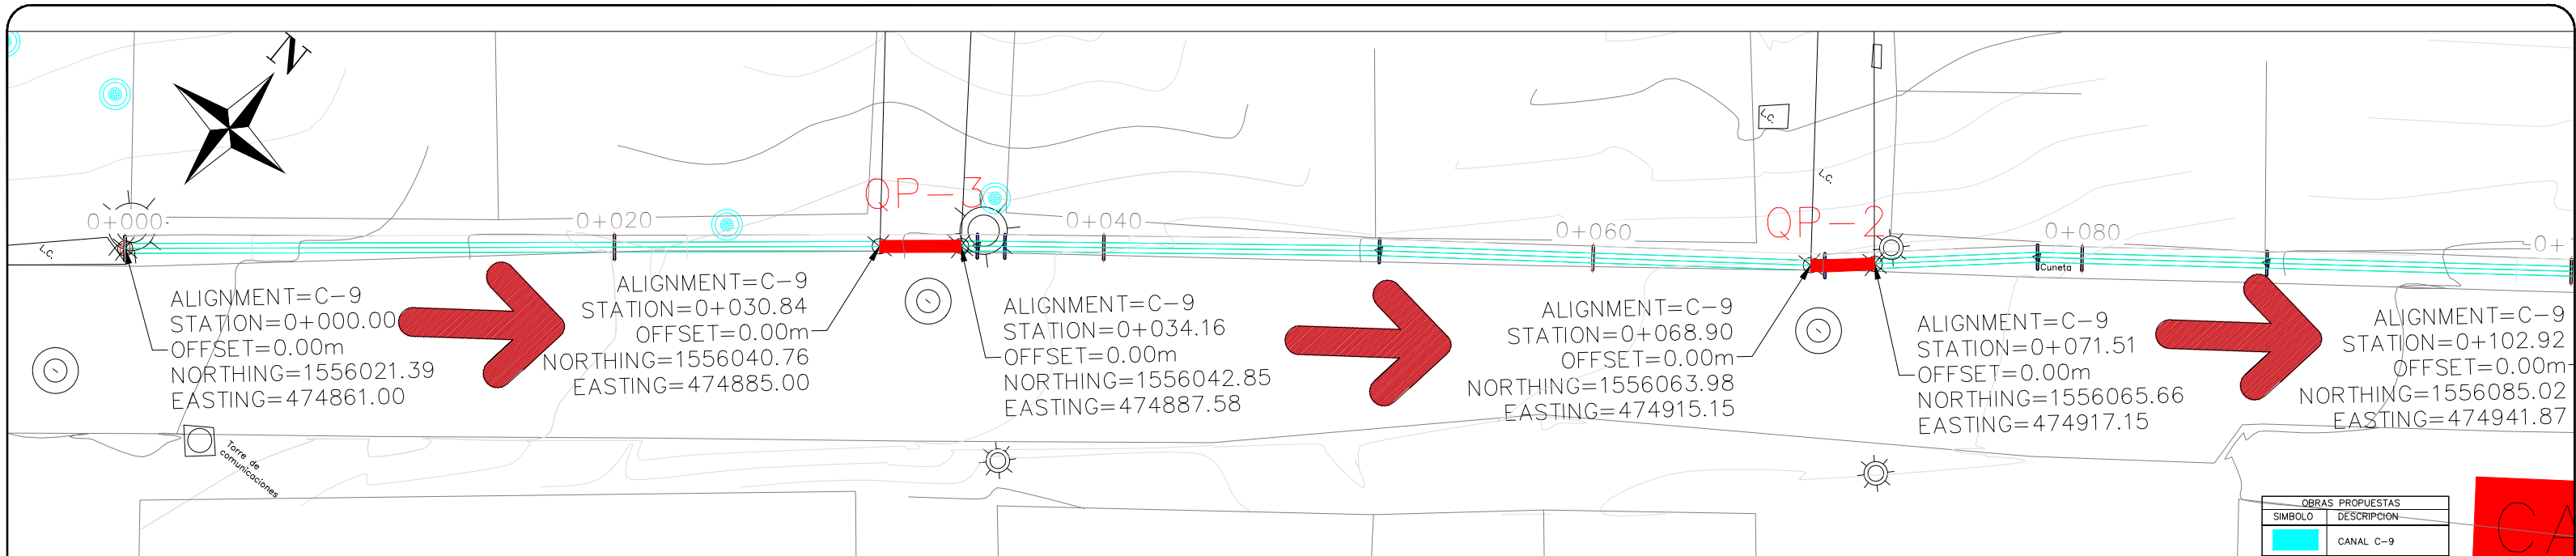 N
QP-3
QP-2
L.C.
L.C.
L.C.
0+000
0+020
0+040
0+060
0+080
0+
Cuneta
ALIGNMENT=C-9
STATION=0+000.00
OFFSET=0.00m
NORTHING=1556021.39
EASTING=474861.00
ALIGNMENT=C-9
STATION=0+030.84
OFFSET=0.00m
NORTHING=1556040.76
EASTING=474885.00
ALIGNMENT=C-9
STATION=0+034.16
OFFSET=0.00m
NORTHING=1556042.85
EASTING=474887.58
ALIGNMENT=C-9
STATION=0+068.90
OFFSET=0.00m
NORTHING=1556063.98
EASTING=474915.15
ALIGNMENT=C-9
STATION=0+071.51
OFFSET=0.00m
NORTHING=1556065.66
EASTING=474917.15
ALIGNMENT=C-9
STATION=0+102.92
OFFSET=0.00m
NORTHING=1556085.02
EASTING=474941.87
Torre de
comunicaciones
OBRAS PROPUESTAS
SIMBOLO DESCRIPCION
CANAL C-9
CA